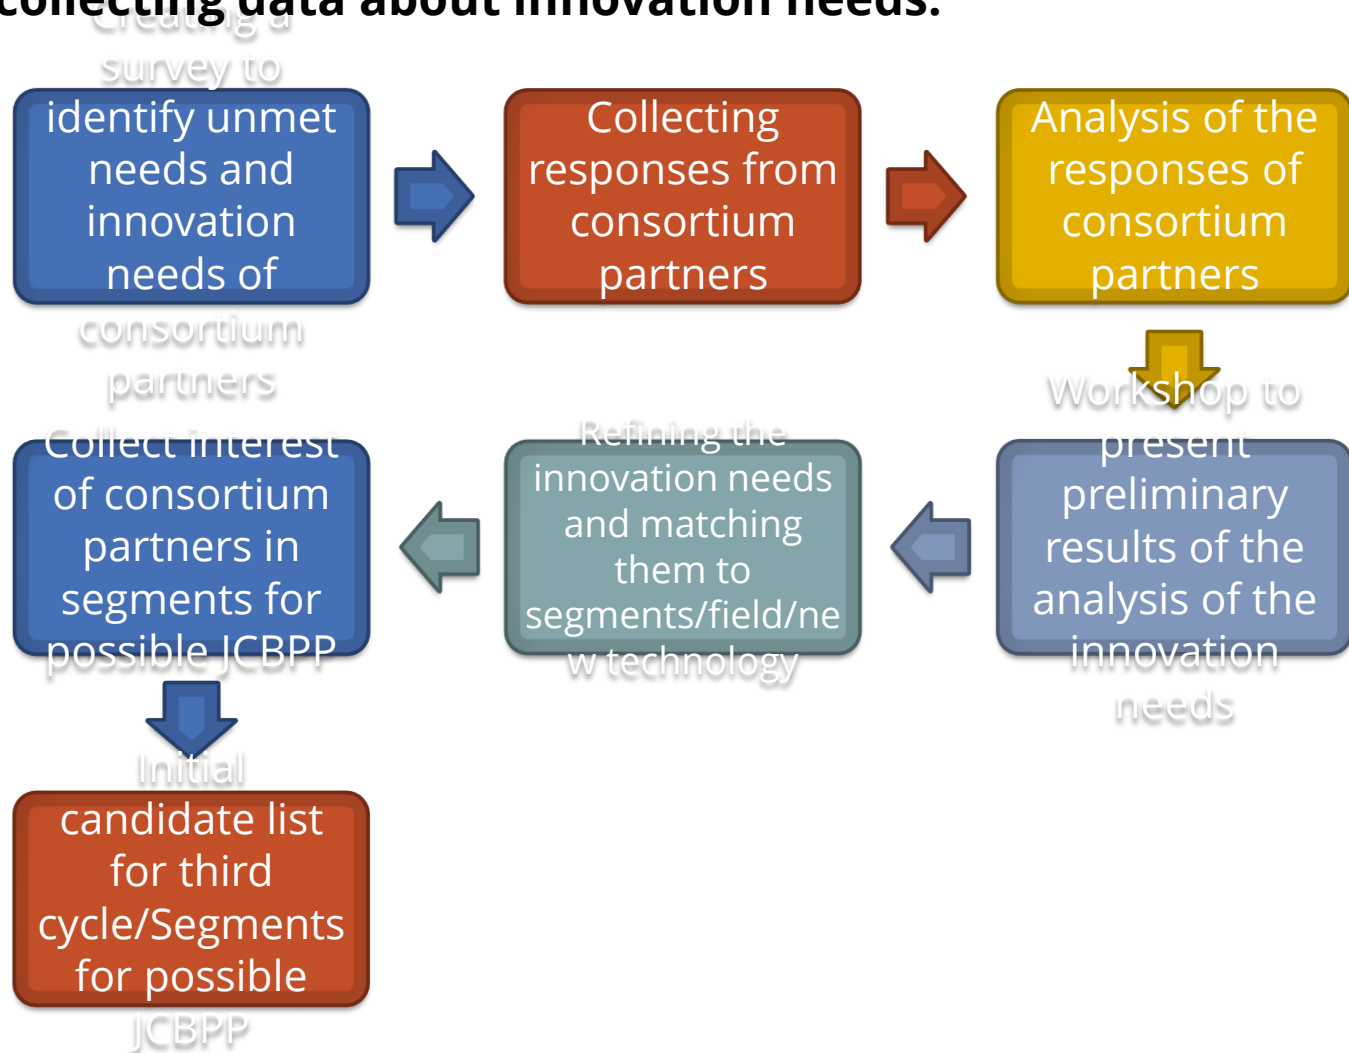 collecting data about innovation needs.
Creating a
survey to
identify unmet
needs and
innovation
needs of
consortium
partners
Collecting
responses from
consortium
partners
Analysis of the
responses of
consortium
partners
Workshop to
present
preliminary
results of the
analysis of the
innovation
needs
Refining the
innovation needs
and matching
them to
segments/field/ne
w technology
Collect interest
of consortium
partners in
segments for
possible JCBPP
Initial
candidate list
for third
cycle/Segments
for possible
JCBPP